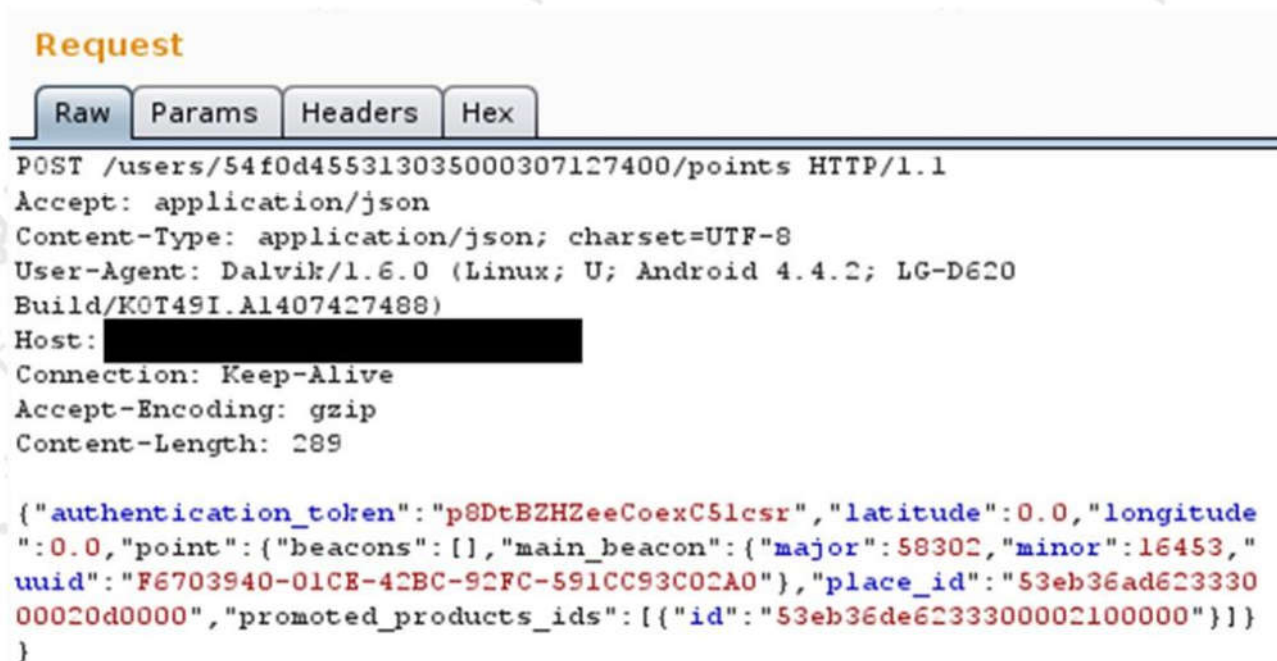 Request
Raw Params Headers Hex
POST /users/54f0d4553130350003​07127400/points HTTP/1.1
Accept: application/json
Content-Type: application/json; charset=UTF-8
User-Agent: Dalvik/1.6.0 (Linux; U; Android 4.4.2; LG-D620
Build/KOT49I.A1407427488)
Host:
Connection: Keep-Alive
Accept-Encoding: gzip
Content-Length: 289
{"authentication_token":"p8DtBZHZeeCoexC5lcsr","latitude":0.0,"longitude
":0.0,"point":{"beacons":[],"main_beacon":{"major":58302,"minor":16453,"
uuid":"F6703940-01CE-42BC-92FC-591CC93C02A0"},"place_id":"53eb36ad623330
00020d0000","promoted_products_ids":[{"id":"53eb36de6233300002100000"}]}
}